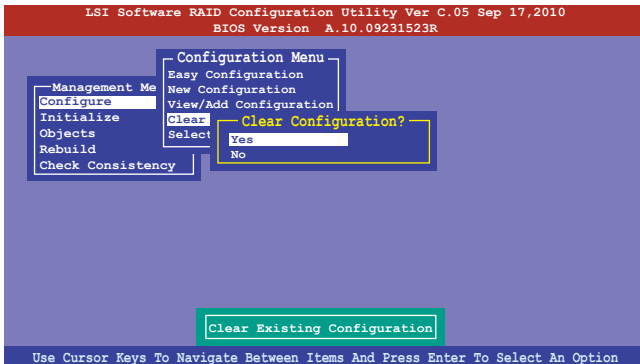 LSI Software RAID Configuration Utility Ver C.05 Sep 17,2010
BIOS Version A.10.09231523R
Configuration Menu
Easy Configuration
New Configuration
View/Add Configuration
Clear
Select
Management Me
Configure
Initialize
Objects
Rebuild
Check Consistency
Clear Configuration?
Yes
No
Clear Existing Configuration
Use Cursor Keys To Navigate Between Items And Press Enter To Select An Option